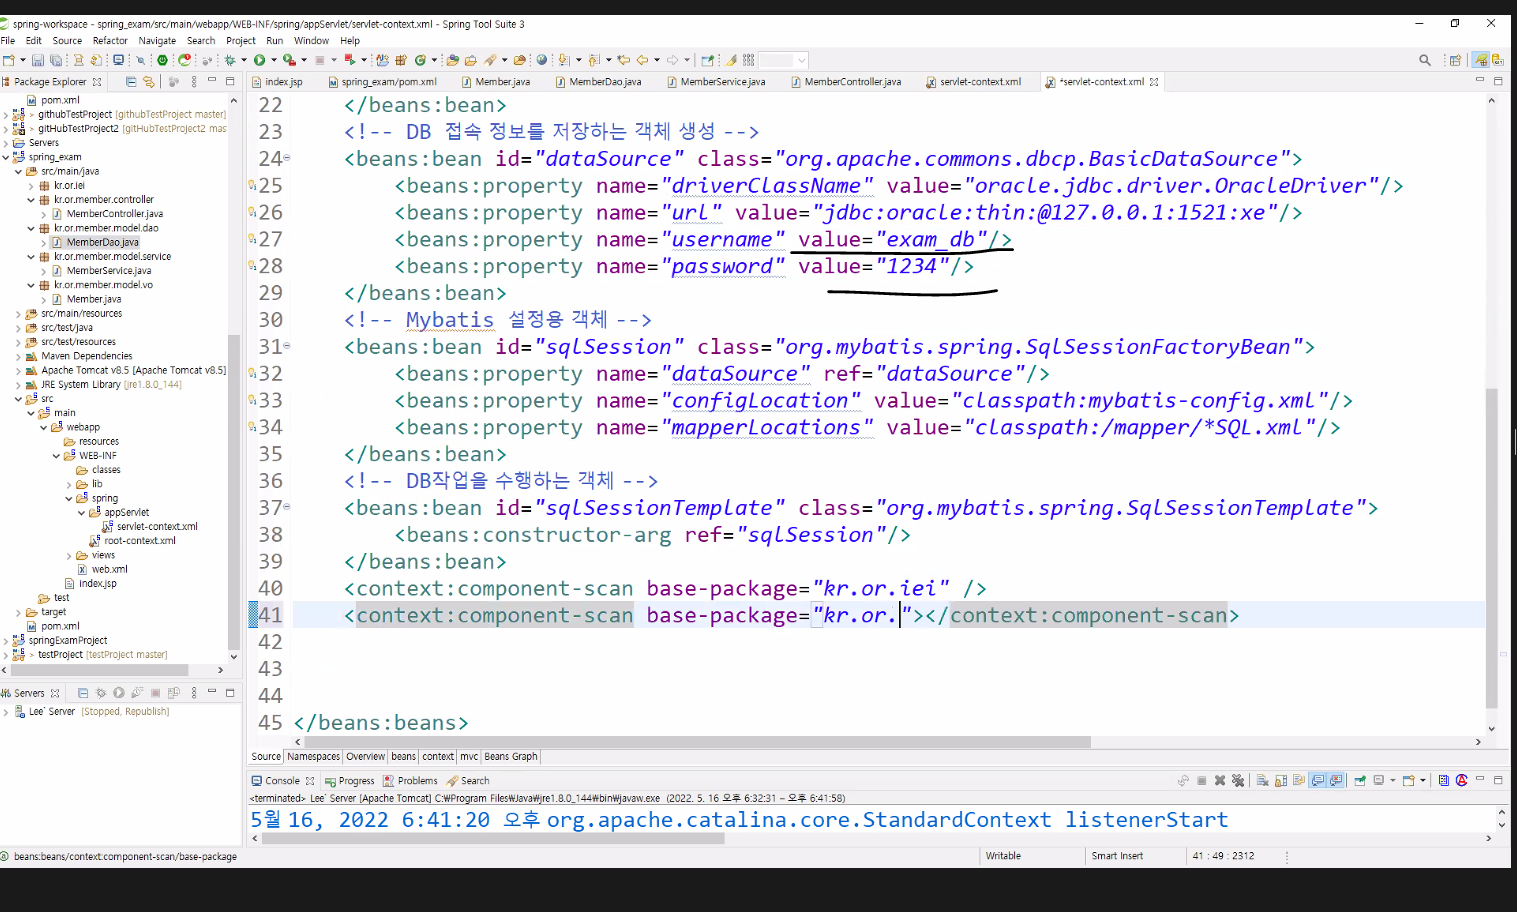 spring-workspace - spring_exam/src/main/webapp/WEB-INF/spring/appServlet/servlet-context.xml - Spring Tool Suite 3
File Edit Source Refactor Navigate Search Project Run Window Help
Package Explorer
index.jsp
spring_exam/pom.xml
Member.java
MemberDao.java
MemberService.java
MemberController.java
servlet-context.xml
*servlet-context.xml
pom.xml
githubTestProject [githubTestProject master]
gitHubTestProject2 [gitHubTestProject2 mas
Servers
spring_exam
src/main/java
kr.or.iei
kr.or.member.controller
MemberController.java
kr.or.member.model.dao
MemberDao.java
kr.or.member.model.service
MemberService.java
kr.or.member.model.vo
Member.java
src/main/resources
src/test/java
src/test/resources
Maven Dependencies
Apache Tomcat v8.5 [Apache Tomcat v8.5]
JRE System Library [jre1.8.0_144]
src
main
webapp
resources
WEB-INF
classes
lib
spring
appServlet
servlet-context.xml
root-context.xml
views
web.xml
index.jsp
test
target
pom.xml
springExamProject
testProject [testProject master]
Servers
Lee` Server [Stopped, Republish]
22 </beans:bean>
23 <!-- DB 접속 정보를 저장하는 객체 생성 -->
24 <beans:bean id="dataSource" class="org.apache.commons.dbcp.BasicDataSource">
25 <beans:property name="driverClassName" value="oracle.jdbc.driver.OracleDriver"/>
26 <beans:property name="url" value="jdbc:oracle:thin:@127.0.0.1:1521:xe"/>
27 <beans:property name="username" value="exam_db"/>
28 <beans:property name="password" value="1234"/>
29 </beans:bean>
30 <!-- Mybatis 설정용 객체 -->
31 <beans:bean id="sqlSession" class="org.mybatis.spring.SqlSessionFactoryBean">
32 <beans:property name="dataSource" ref="dataSource"/>
33 <beans:property name="configLocation" value="classpath:mybatis-config.xml"/>
34 <beans:property name="mapperLocations" value="classpath:/mapper/*SQL.xml"/>
35 </beans:bean>
36 <!-- DB작업을 수행하는 객체 -->
37 <beans:bean id="sqlSessionTemplate" class="org.mybatis.spring.SqlSessionTemplate">
38 <beans:constructor-arg ref="sqlSession"/>
39 </beans:bean>
40 <context:component-scan base-package="kr.or.iei" />
41 <context:component-scan base-package="kr.or."></context:component-scan>
42
43
44
45 </beans:beans>
Source Namespaces Overview beans context mvc Beans Graph
Console Progress Problems Search
<terminated> Lee` Server [Apache Tomcat] C:₩Program Files₩Java₩jre1.8.0_144₩bin₩javaw.exe (2022. 5. 16 오후 6:32:31 – 오후 6:41:58)
5월 16, 2022 6:41:20 오후 org.apache.catalina.core.StandardContext listenerStart
beans:beans/context:component-scan/base-package
Writable
Smart Insert
41 : 49 : 2312